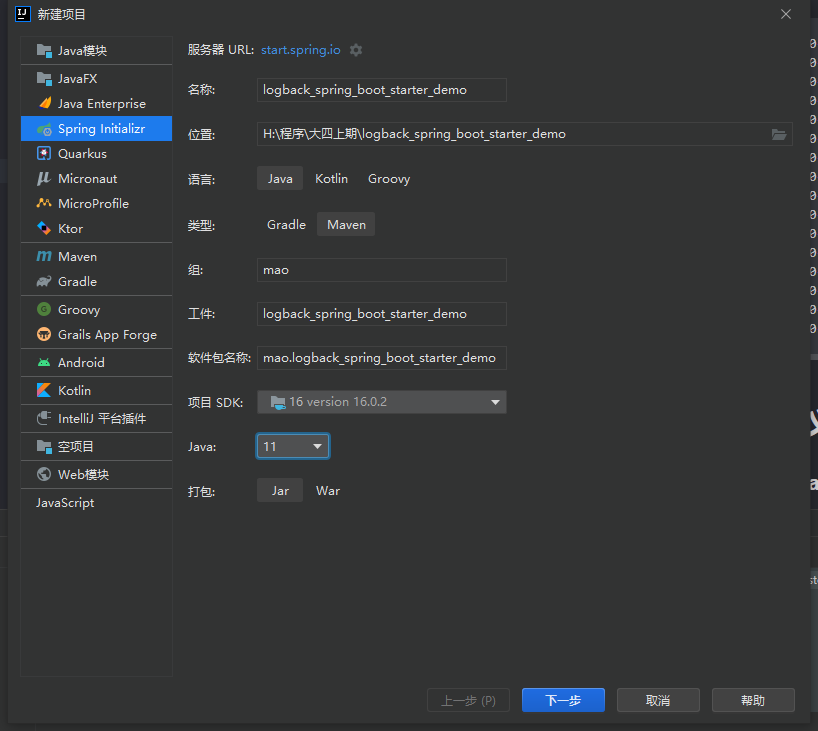 新建项目
Java模块
JavaFX
Java Enterprise
Spring Initializr
Quarkus
Micronaut
MicroProfile
Ktor
Maven
Gradle
Groovy
Grails App Forge
Android
Kotlin
IntelliJ 平台插件
空项目
Web模块
JavaScript
服务器 URL: start.spring.io
名称: logback_spring_boot_starter_demo
位置: H:\程序\大四上期\logback_spring_boot_starter_demo
语言: Java Kotlin Groovy
类型: Gradle Maven
组: mao
工件: logback_spring_boot_starter_demo
软件包名称: mao.logback_spring_boot_starter_demo
项目 SDK: 16 version 16.0.2
Java: 11
打包: Jar War
上一步 (P) 下一步 取消 帮助